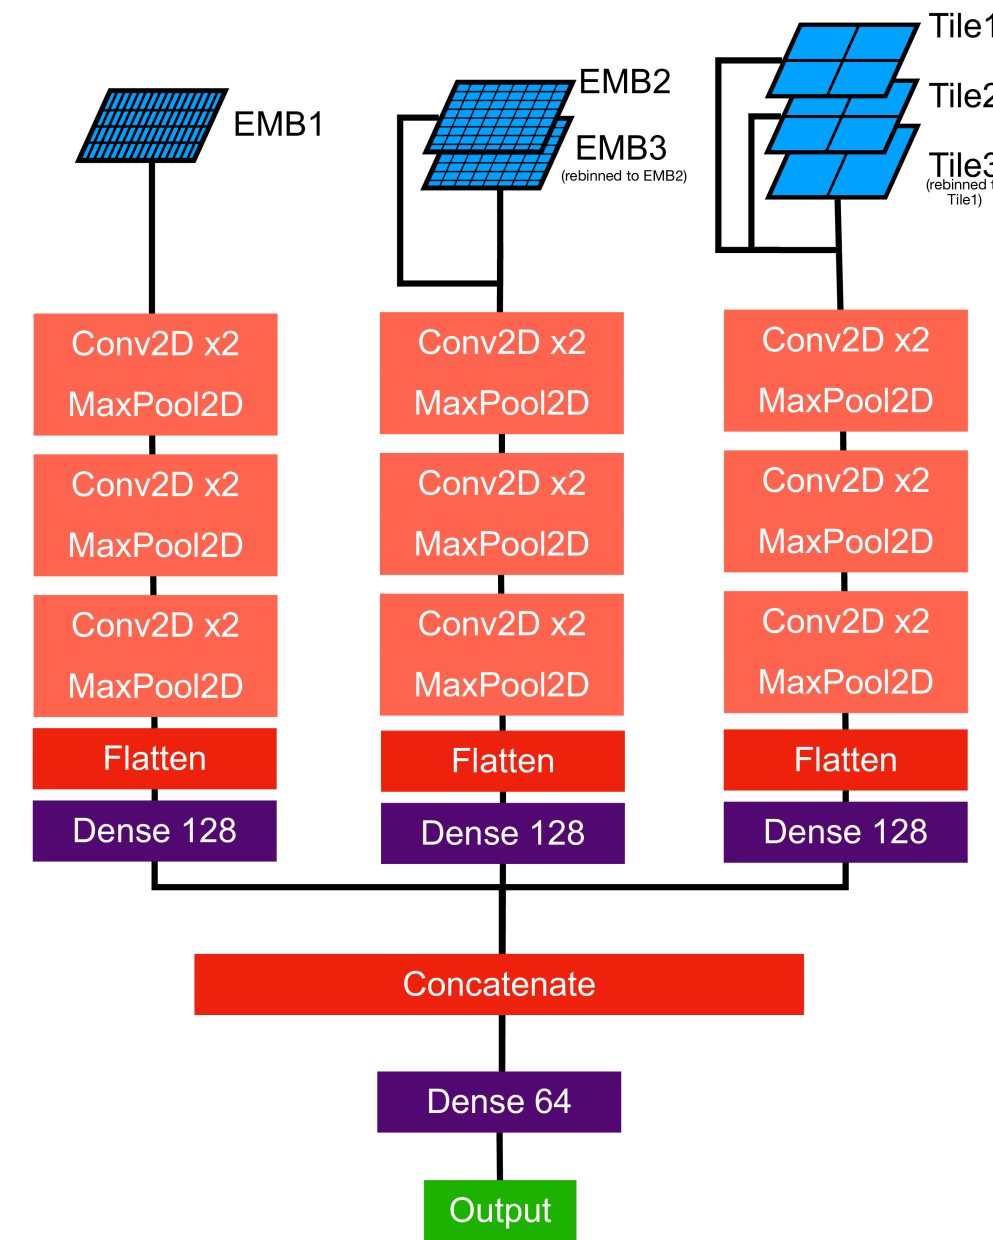 EMB1
EMB2
EMB3
(rebinned to EMB2)
Tile1
Tile2
Tile3
(rebinned t
Tile1)
Conv2D x2
MaxPool2D
Conv2D x2
MaxPool2D
Conv2D x2
MaxPool2D
Flatten
Dense 128
Conv2D x2
MaxPool2D
Conv2D x2
MaxPool2D
Conv2D x2
MaxPool2D
Flatten
Dense 128
Conv2D x2
MaxPool2D
Conv2D x2
MaxPool2D
Conv2D x2
MaxPool2D
Flatten
Dense 128
Concatenate
Dense 64
Output